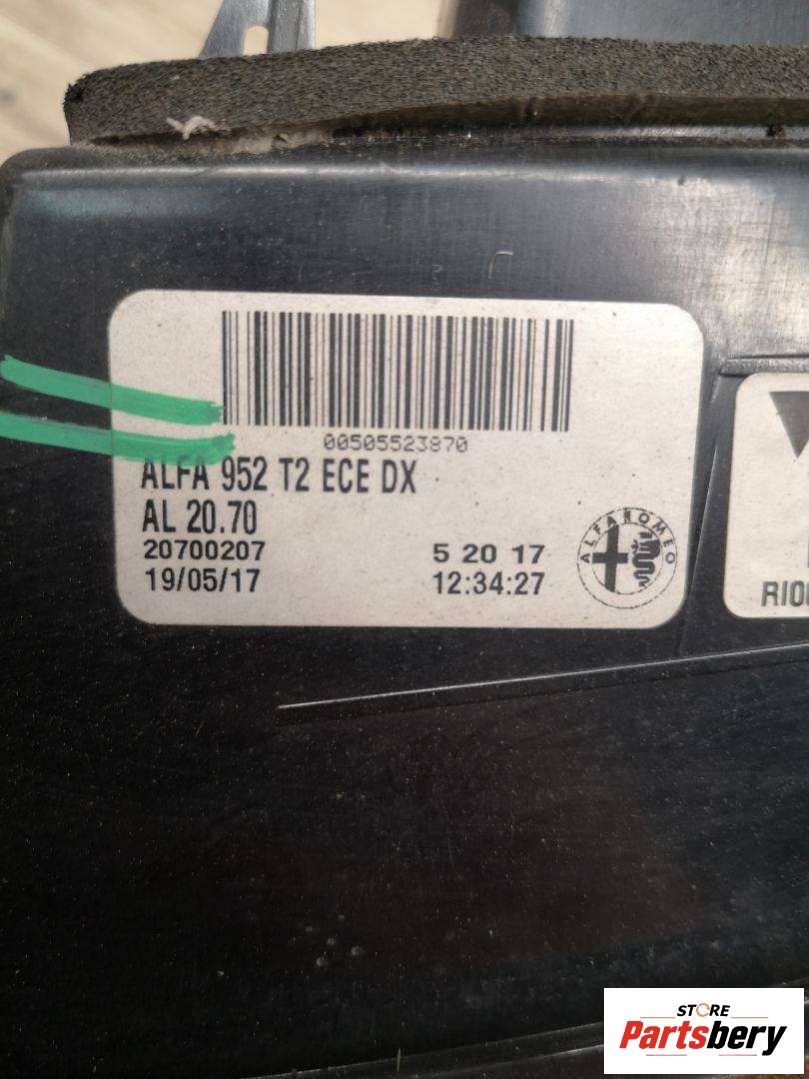 00505523870
ALFA 952 T2 ECE DX
AL 20.70
20700207 5 20 17
19/05/17 12:34:27
ALFA ROMEO
STORE
Partsbery